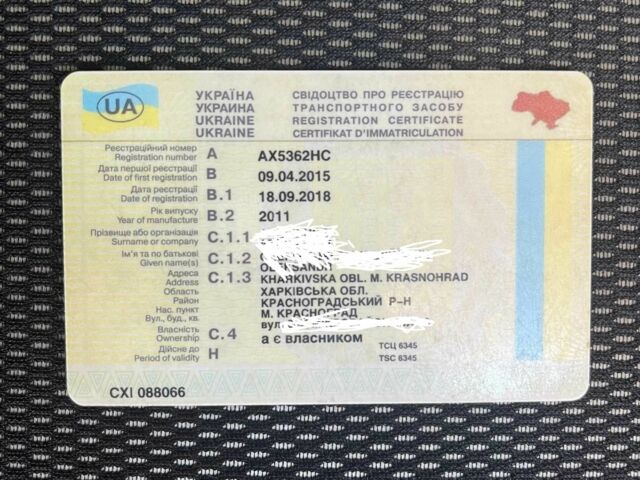 UA
УКРАЇНА СВІДОЦТВО ПРО РЕЄСТРАЦІЮ
УКРАИНА ТРАНСПОРТНОГО ЗАСОБУ
UKRAINE REGISTRATION CERTIFICATE
UKRAINE CERTIFIKAT D'IMMATRICULATION
Реєстраційний номер
Registration number A AX5362HC
Дата першої реєстрації
Date of first registration B 09.04.2015
Дата реєстрації
Date of registration B.1 18.09.2018
Рік випуску
Year of manufacture B.2 2011
Прізвище або організація
Surname or company C.1.1
Ім'я та по батькові
Given name(s) C.1.2
Адреса
Address C.1.3 KHARKIVSKA OBL. M. KRASNOHRAD
Область ХАРКІВСЬКА ОБЛ.
Район КРАСНОГРАДСЬКИЙ Р-Н
Нас. пункт М. КРАСНОГРАД
Вул., буд., кв. вул.
Власність
Ownership C.4 а є власником
Дійсне до
Period of validity H
ТСЦ 6345
TSC 6345
CXI 088066